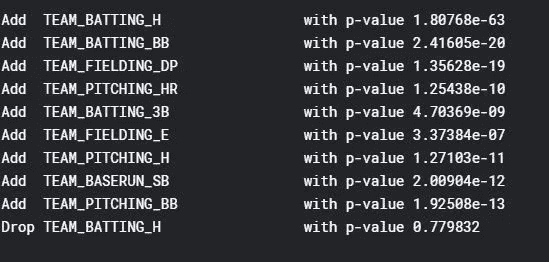 Add TEAM_BATTING_H with p-value 1.80768e-63
Add TEAM_BATTING_BB with p-value 2.41605e-20
Add TEAM_FIELDING_DP with p-value 1.35628e-19
Add TEAM_PITCHING_HR with p-value 1.25438e-10
Add TEAM_BATTING_3B with p-value 4.70369e-09
Add TEAM_FIELDING_E with p-value 3.37384e-07
Add TEAM_PITCHING_H with p-value 1.27103e-11
Add TEAM_BASERUN_SB with p-value 2.00904e-12
Add TEAM_PITCHING_BB with p-value 1.92508e-13
Drop TEAM_BATTING_H with p-value 0.779832